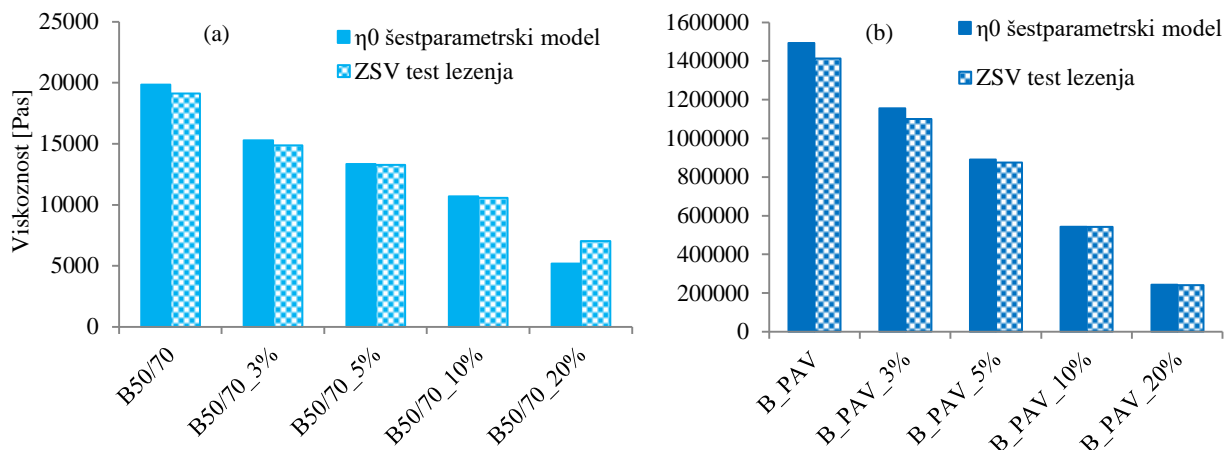 (a)
η0 šestparametrski model
ZSV test lezenja
Viskoznost [Pas]
25000
20000
15000
10000
5000
0
B50/70
B50/70_3%
B50/70_5%
B50/70_10%
B50/70_20%
(b)
η0 šestparametrski model
ZSV test lezenja
1600000
1400000
1200000
1000000
800000
600000
400000
200000
0
B_PAV
B_PAV_3%
B_PAV_5%
B_PAV_10%
B_PAV_20%